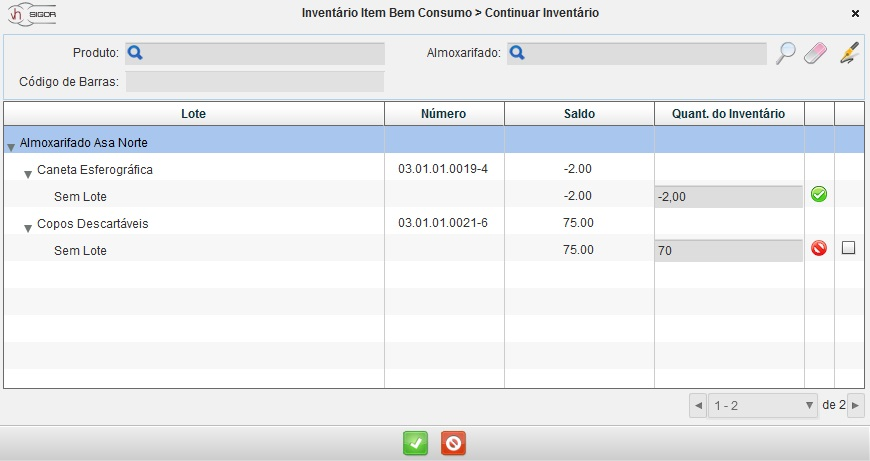 SIGOR
Inventário Item Bem Consumo > Continuar Inventário
Produto:
Almoxarifado:
Código de Barras:
Lote Número Saldo Quant. do Inventário
Almoxarifado Asa Norte
Caneta Esferográfica 03.01.01.0019-4 -2.00
Sem Lote -2.00 -2,00
Copos Descartáveis 03.01.01.0021-6 75.00
Sem Lote 75.00 70
1 - 2 de 2